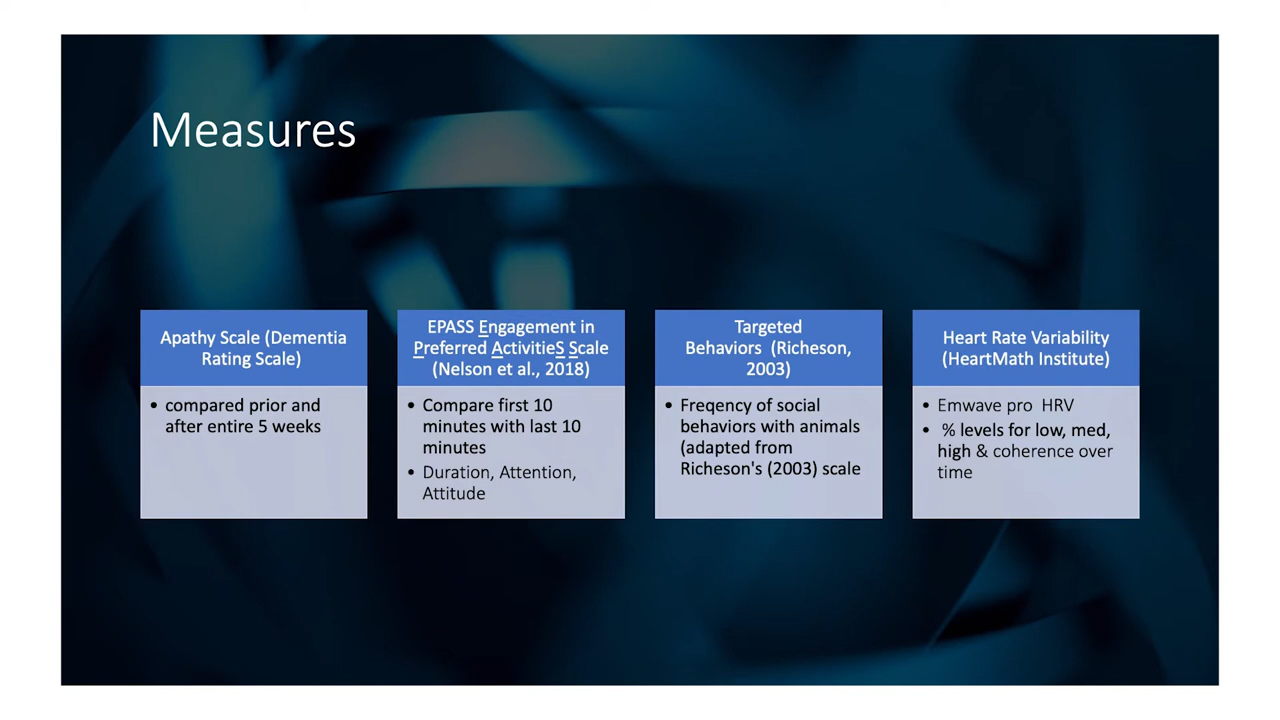 Measures
Apathy Scale (Dementia
Rating Scale)
• compared prior and
after entire 5 weeks
EPASS Engagement in
Preferred ActivitieS Scale
(Nelson et al., 2018)
• Compare first 10
minutes with last 10
minutes
• Duration, Attention,
Attitude
Targeted
Behaviors (Richeson,
2003)
• Freqency of social
behaviors with animals
(adapted from
Richeson's (2003) scale
Heart Rate Variability
(HeartMath Institute)
• Emwave pro HRV
• % levels for low, med,
high & coherence over
time